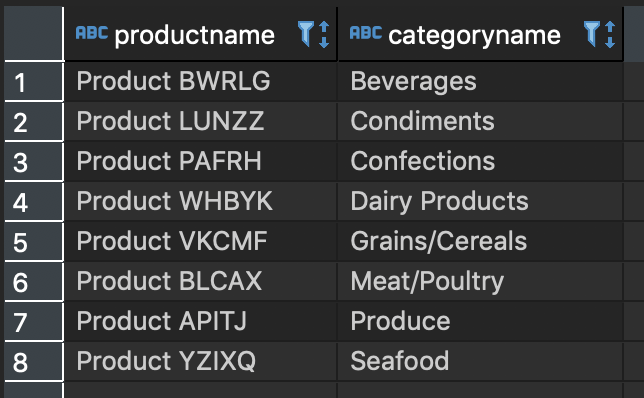 ABC productname ABC categoryname
1 Product BWRLG Beverages
2 Product LUNZZ Condiments
3 Product PAFRH Confections
4 Product WHBYK Dairy Products
5 Product VKCMF Grains/Cereals
6 Product BLCAX Meat/Poultry
7 Product APITJ Produce
8 Product YZIXQ Seafood